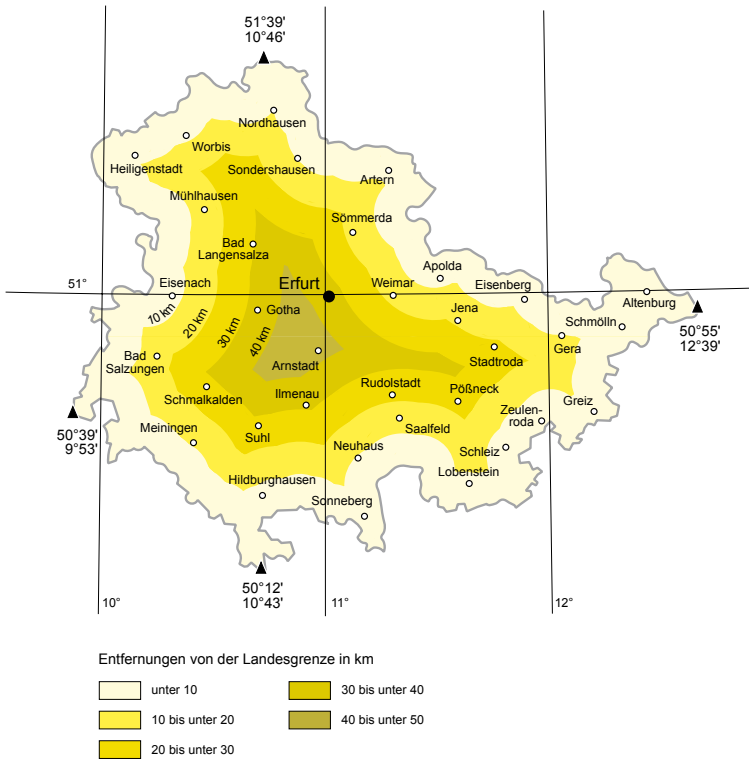 51°39'
10°46'
Nordhausen
Worbis
Heiligenstadt
Sondershausen
Artern
Mühlhausen
Sömmerda
Bad
Langensalza
51°
Eisenach
Erfurt
Weimar
Apolda
Eisenberg
Altenburg
10 km
20 km
30 km
40 km
Gotha
Jena
Schmölln
Gera
50°55'
12°39'
Bad
Salzungen
Arnstadt
Stadtroda
Schmalkalden
Ilmenau
Rudolstadt
Pößneck
Zeulen-
roda
Greiz
50°39'
9°53'
Meiningen
Suhl
Saalfeld
Neuhaus
Schleiz
Lobenstein
Hildburghausen
Sonneberg
50°12'
10°43'
10°
11°
12°
Entfernungen von der Landesgrenze in km
unter 10
10 bis unter 20
20 bis unter 30
30 bis unter 40
40 bis unter 50